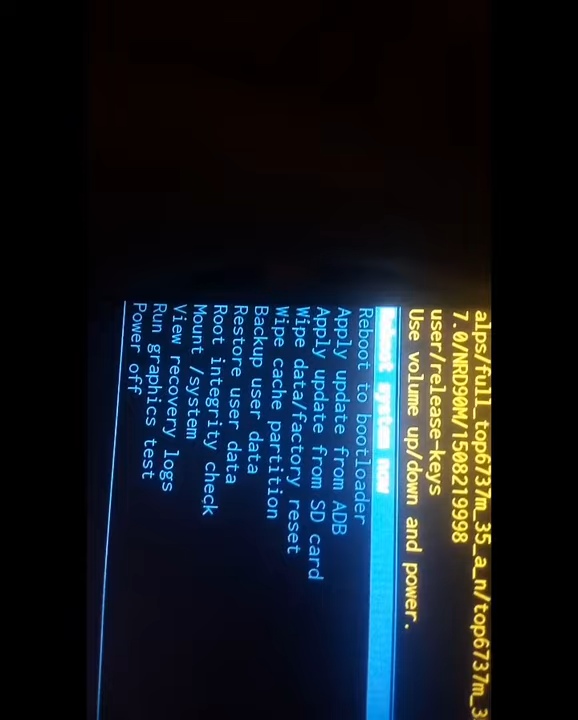 alps/full_top6737m_35_a_n/top6737m_3
7.0/NRD90M/1508219998
user/release-keys
Use volume up/down and power.
Reboot system now
Reboot to bootloader
Apply update from ADB
Apply update from SD card
Wipe data/factory reset
Wipe cache partition
Backup user data
Restore user data
Root integrity check
Mount /system
View recovery logs
Run graphics test
Power off